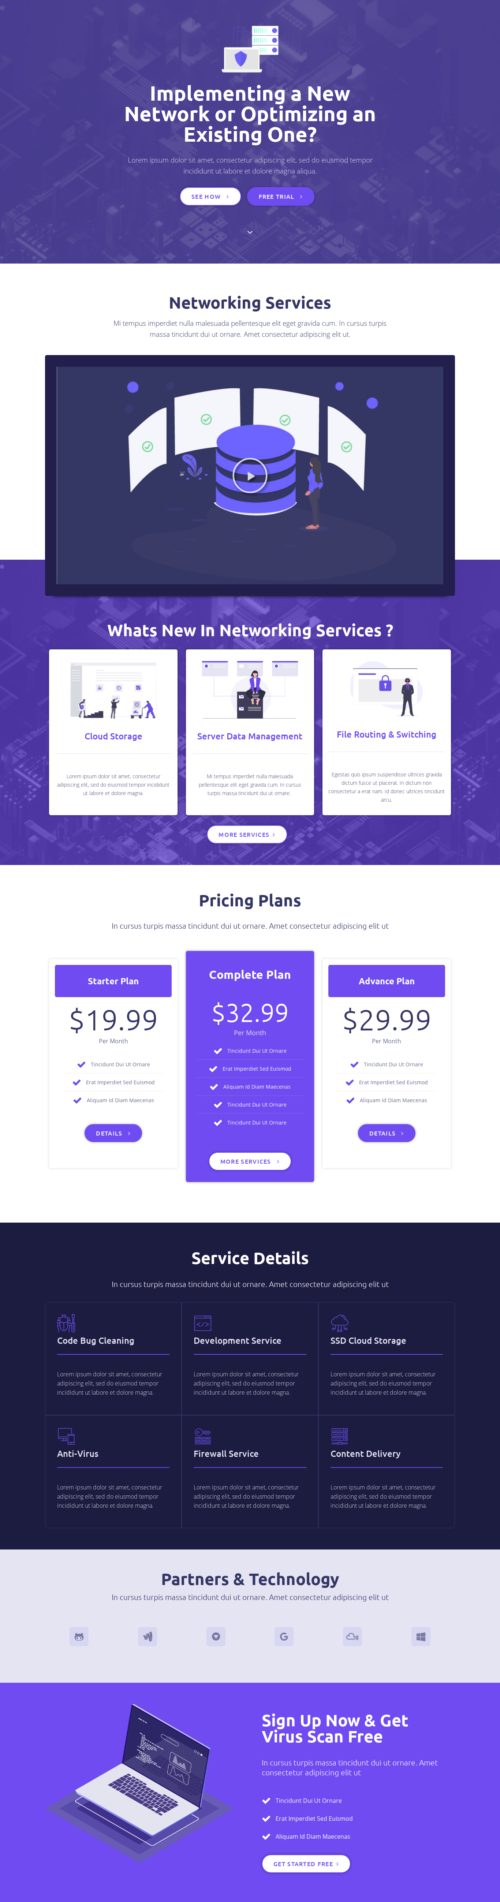 Implementing a New
Network or Optimizing an
Existing One?
Lorem ipsum dolor sit amet, consectetur adipiscing elit, sed do eiusmod tempor
incididunt ut labore et dolore magna aliqua.
SEE HOW
FREE TRIAL
Networking Services
Mi tempus imperdiet nulla malesuada pellentesque elit eget gravida cum. In cursus turpis
massa tincidunt dui ut ornare. Amet consectetur adipiscing elit ut.
Whats New In Networking Services ?
Cloud Storage
Lorem ipsum dolor sit amet, consectetur
adipiscing elit, sed do eiusmod tempor
incididunt ut labore et dolore magna.
Server Data Management
Mi tempus imperdiet nulla malesuada
pellentesque elit eget gravida cum. In cursus
turpis massa tincidunt dui ut ornare.
File Routing & Switching
Egestas quis ipsum suspendisse ultrices gravida
dictum fusce ut placerat. In dictum non
consectetur a erat nam. Id donec ultrices tincidunt
arcu.
MORE SERVICES
Pricing Plans
In cursus turpis massa tincidunt dui ut ornare. Amet consectetur adipiscing elit ut
Starter Plan
$19.99
Per Month
Tincidunt Dui Ut Ornare
Erat Imperdiet Sed Euismod
Aliquam Id Diam Maecenas
DETAILS
Complete Plan
$32.99
Per Month
Tincidunt Dui Ut Ornare
Erat Imperdiet Sed Euismod
Aliquam Id Diam Maecenas
Tincidunt Dui Ut Ornare
Tincidunt Dui Ut Ornare
MORE SERVICES
Advance Plan
$29.99
Per Month
Tincidunt Dui Ut Ornare
Erat Imperdiet Sed Euismod
Aliquam Id Diam Maecenas
DETAILS
Service Details
In cursus turpis massa tincidunt dui ut ornare. Amet consectetur adipiscing elit ut
Code Bug Cleaning
Lorem ipsum dolor sit amet, consectetur
adipiscing elit, sed do eiusmod tempor
incididunt ut labore et dolore magna.
Development Service
Lorem ipsum dolor sit amet, consectetur
adipiscing elit, sed do eiusmod tempor
incididunt ut labore et dolore magna.
SSD Cloud Storage
Lorem ipsum dolor sit amet, consectetur
adipiscing elit, sed do eiusmod tempor
incididunt ut labore et dolore magna.
Anti-Virus
Lorem ipsum dolor sit amet, consectetur
adipiscing elit, sed do eiusmod tempor
incididunt ut labore et dolore magna.
Firewall Service
Lorem ipsum dolor sit amet, consectetur
adipiscing elit, sed do eiusmod tempor
incididunt ut labore et dolore magna.
Content Delivery
Lorem ipsum dolor sit amet, consectetur
adipiscing elit, sed do eiusmod tempor
incididunt ut labore et dolore magna.
Partners & Technology
In cursus turpis massa tincidunt dui ut ornare. Amet consectetur adipiscing elit ut
G
Sign Up Now & Get
Virus Scan Free
In cursus turpis massa tincidunt dui ut ornare. Amet
consectetur adipiscing elit ut
Tincidunt Dui Ut Ornare
Erat Imperdiet Sed Euismod
Aliquam Id Diam Maecenas
GET STARTED FREE